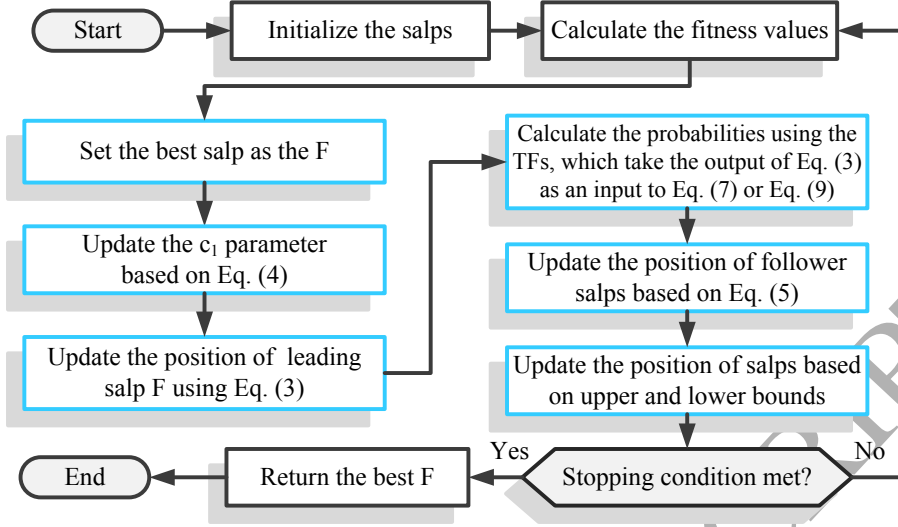 Start
Initialize the salps
Calculate the fitness values
Set the best salp as the F
Update the c₁ parameter
based on Eq. (4)
Update the position of leading
salp F using Eq. (3)
Calculate the probabilities using the
TFs, which take the output of Eq. (3)
as an input to Eq. (7) or Eq. (9)
Update the position of follower
salps based on Eq. (5)
Update the position of salps based
on upper and lower bounds
Stopping condition met?
Yes
No
Return the best F
End